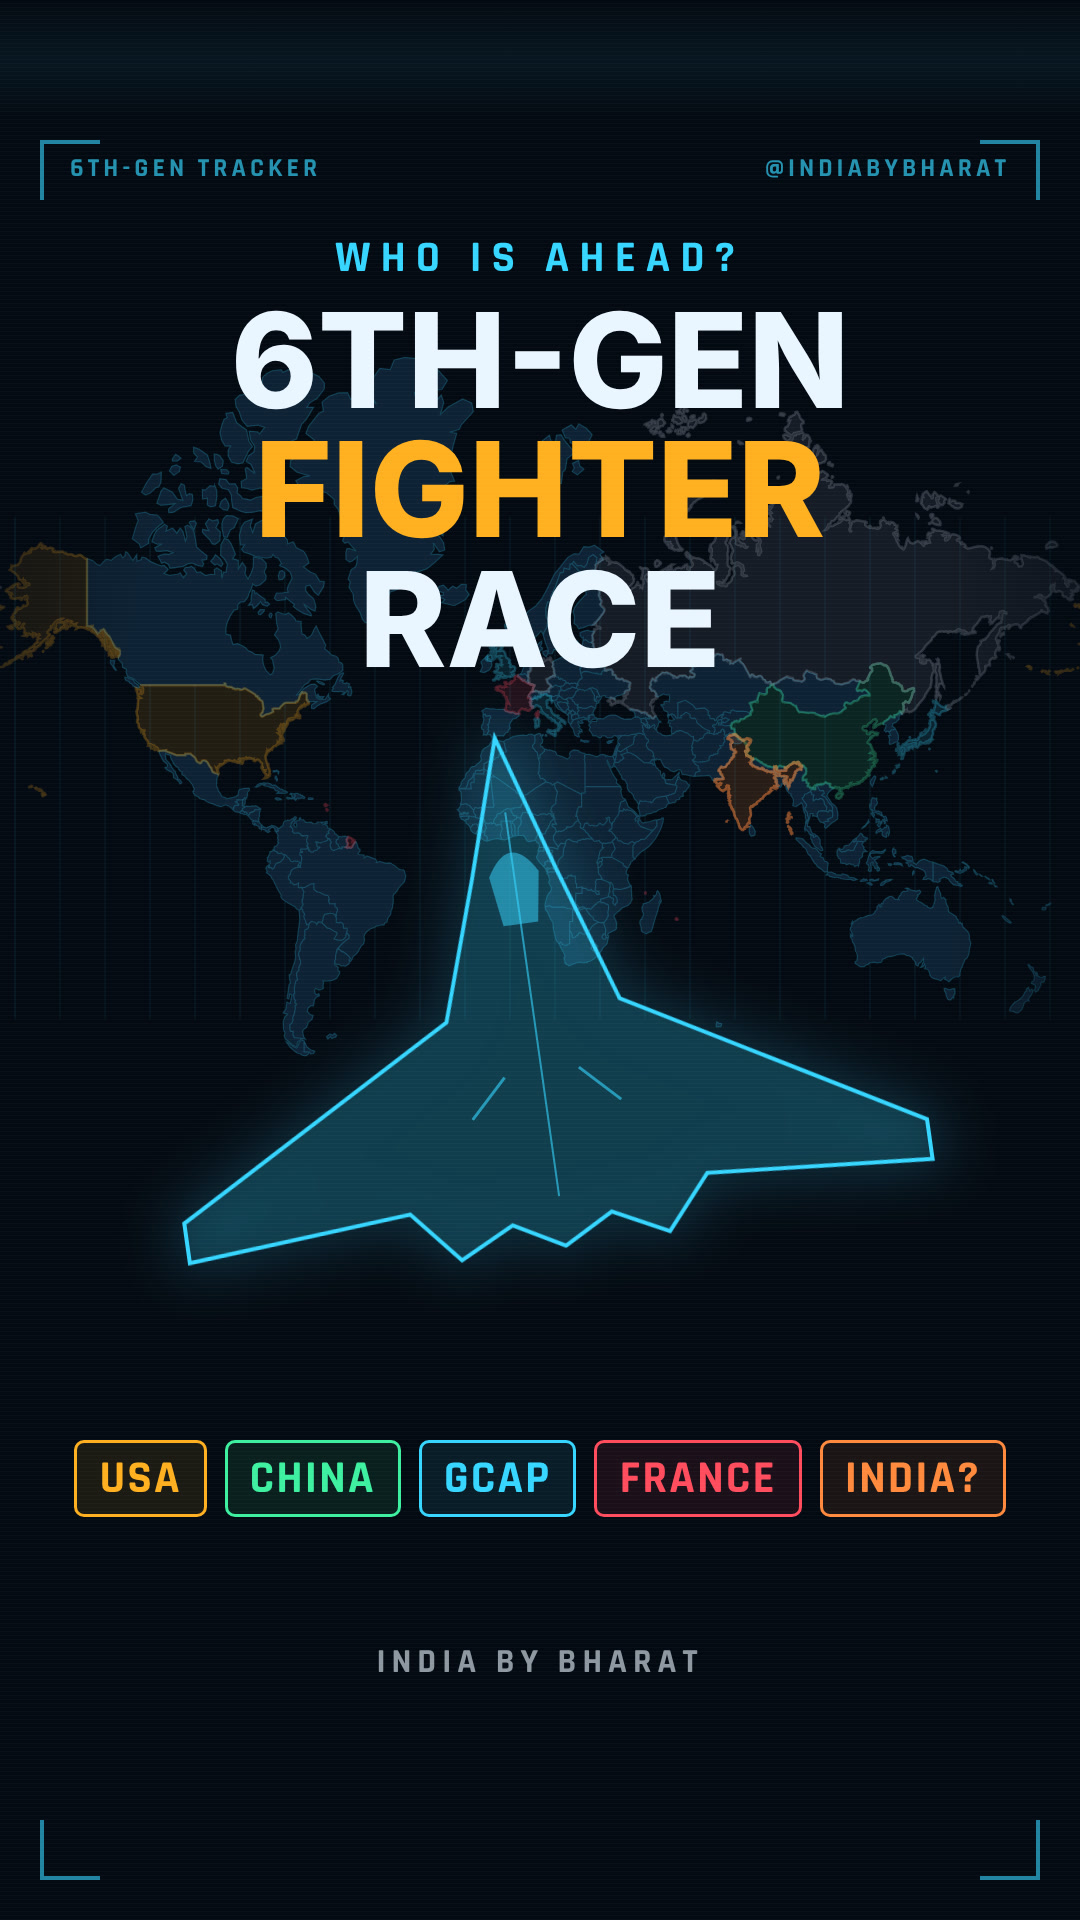 6TH-GEN TRACKER
@INDIABYBHARAT
WHO IS AHEAD?
6TH-GEN
FIGHTER
RACE
USA
CHINA
GCAP
FRANCE
INDIA?
INDIA BY BHARAT